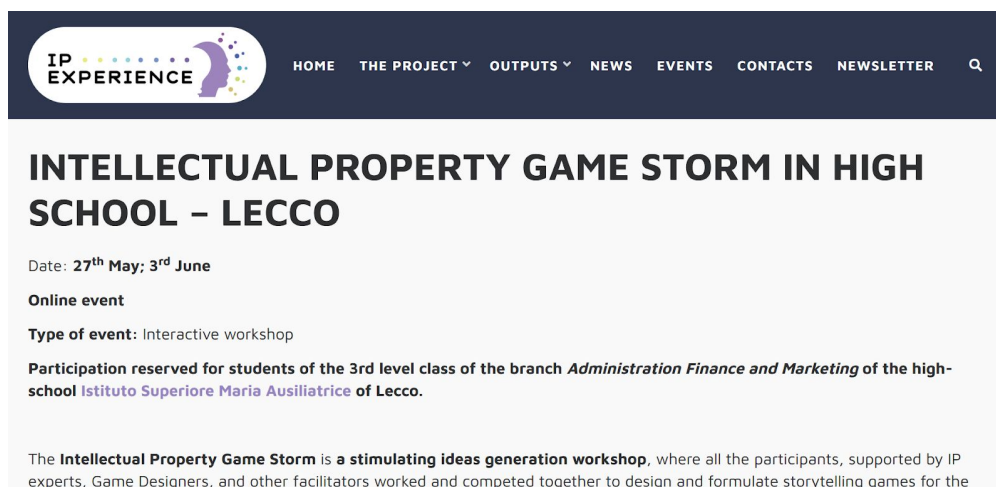 IP
EXPERIENCE
HOME THE PROJECT OUTPUTS NEWS EVENTS CONTACTS NEWSLETTER
INTELLECTUAL PROPERTY GAME STORM IN HIGH
SCHOOL – LECCO
Date: 27th May; 3rd June
Online event
Type of event: Interactive workshop
Participation reserved for students of the 3rd level class of the branch Administration Finance and Marketing of the high-
school Istituto Superiore Maria Ausiliatrice of Lecco.
The Intellectual Property Game Storm is a stimulating ideas generation workshop, where all the participants, supported by IP
experts, Game Designers, and other facilitators worked and competed together to design and formulate storytelling games for the